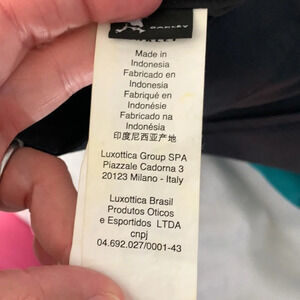 OAKLEY
Made in
Indonesia
Fabricado en
Indonesia
Fabriqué en
Indonésie
Fabricado na
Indonésia
印度尼西亚产地
Luxottica Group SPA
Piazzale Cadorna 3
20123 Milano - Italy
Luxottica Brasil
Produtos Oticos
e Esportidos LTDA
cnpj
04.692.027/0001-43